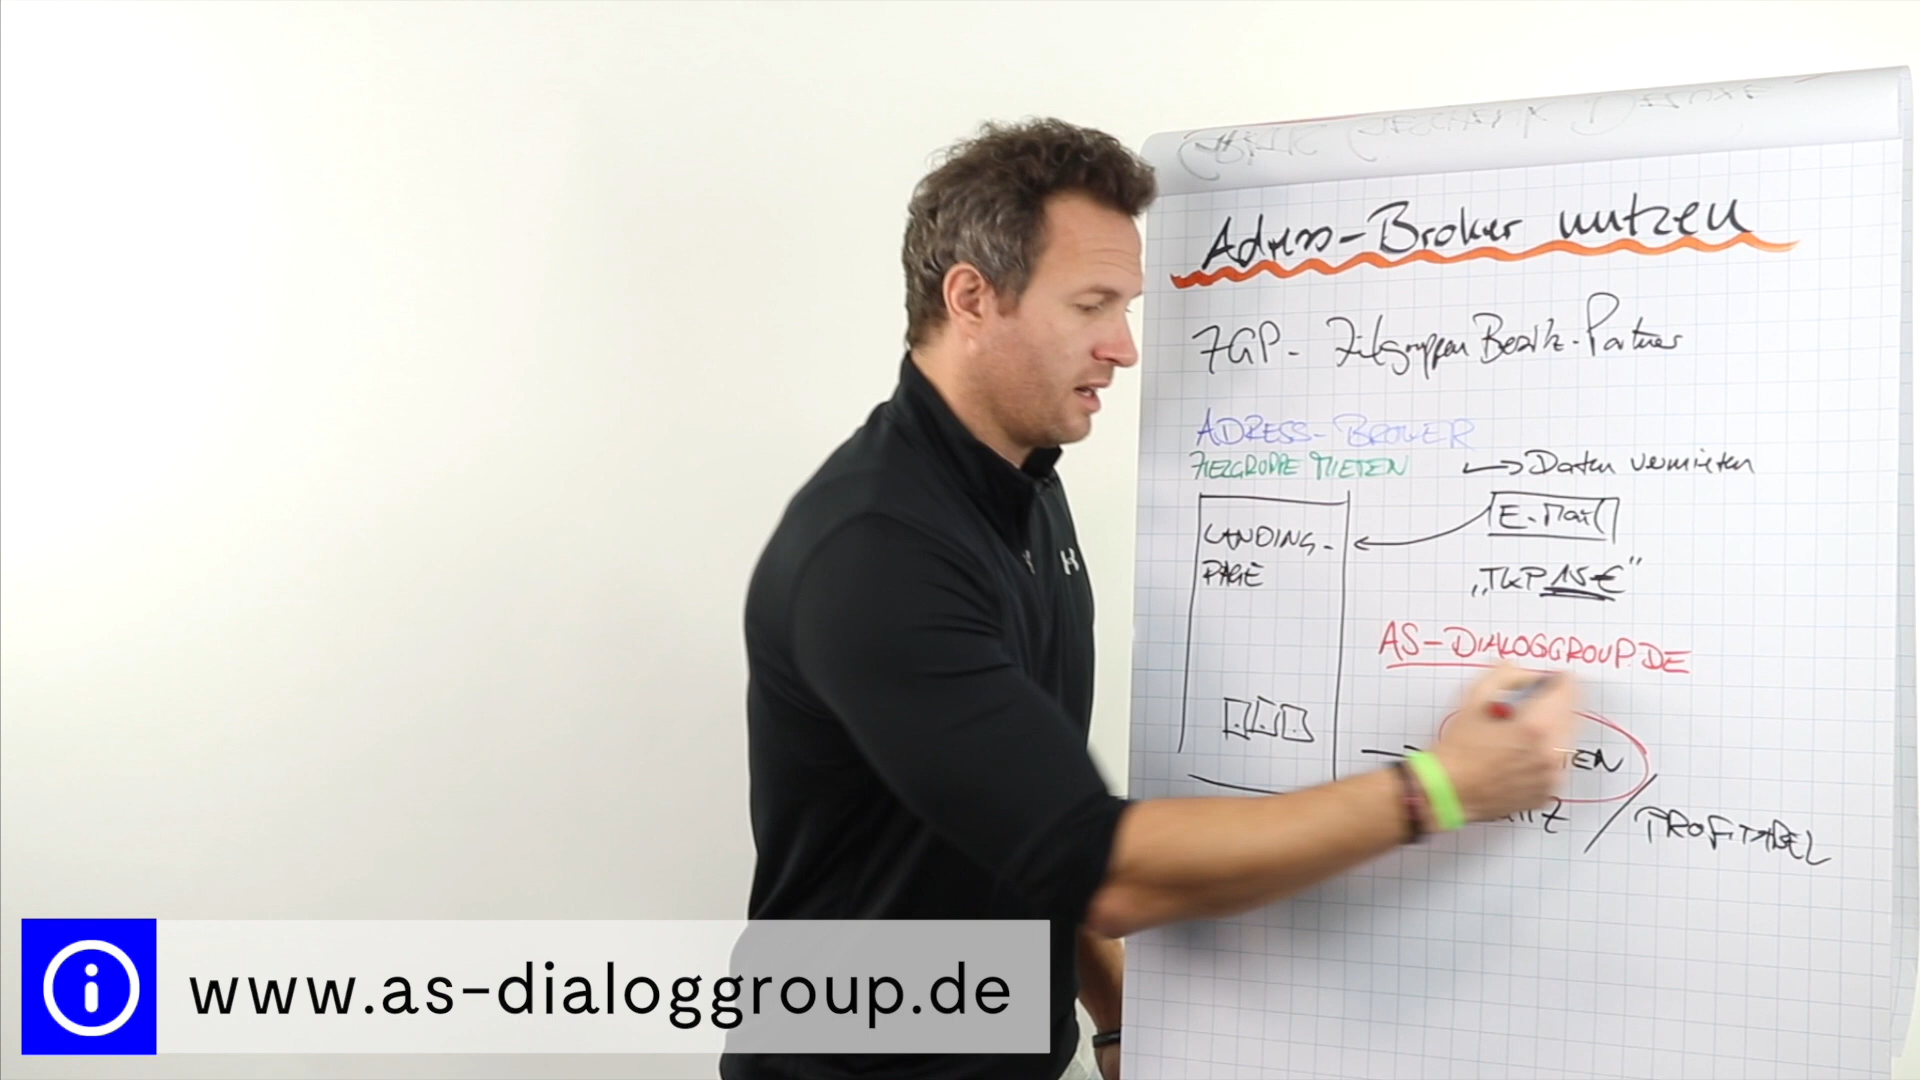 Adress-Broker nutzen
ZGP - Zielgruppen Besitz-Partner
ADRESS-BROKER
ZIELGRUPPE MIETEN
Daten vermieten
E-Mail
LANDING-
PAGE
„TKP 15€“
AS-DIALOGGROUP.DE
PROFITABEL
www.as-dialoggroup.de